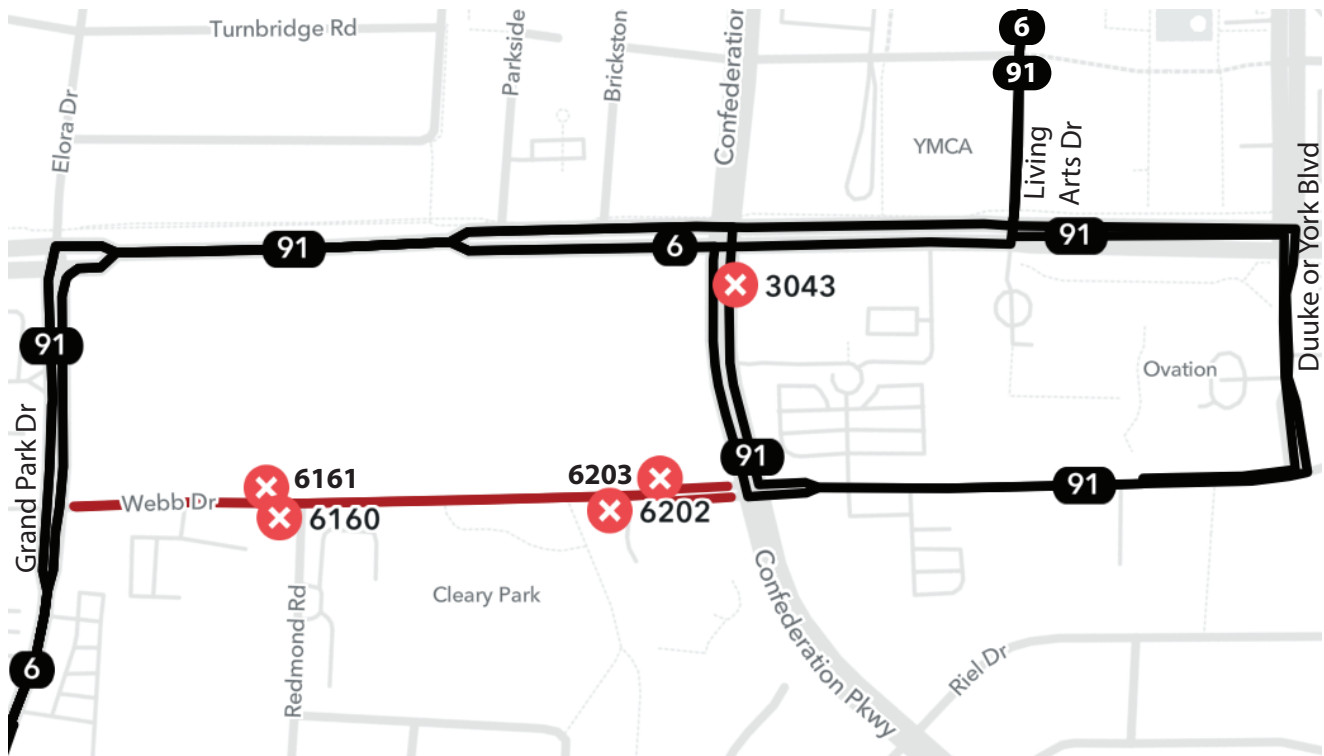 Turnbridge Rd
Elora Dr
Parkside
Brickston
Confederation
6
91
YMCA
Living
Arts Dr
Duuke or York Blvd
91
6
91
3043
91
Grand Park Dr
Ovation
91
91
6161
6203
Webb Dr
6160
6202
Cleary Park
Redmond Rd
Confederation Pkwy
Riel Dr
6